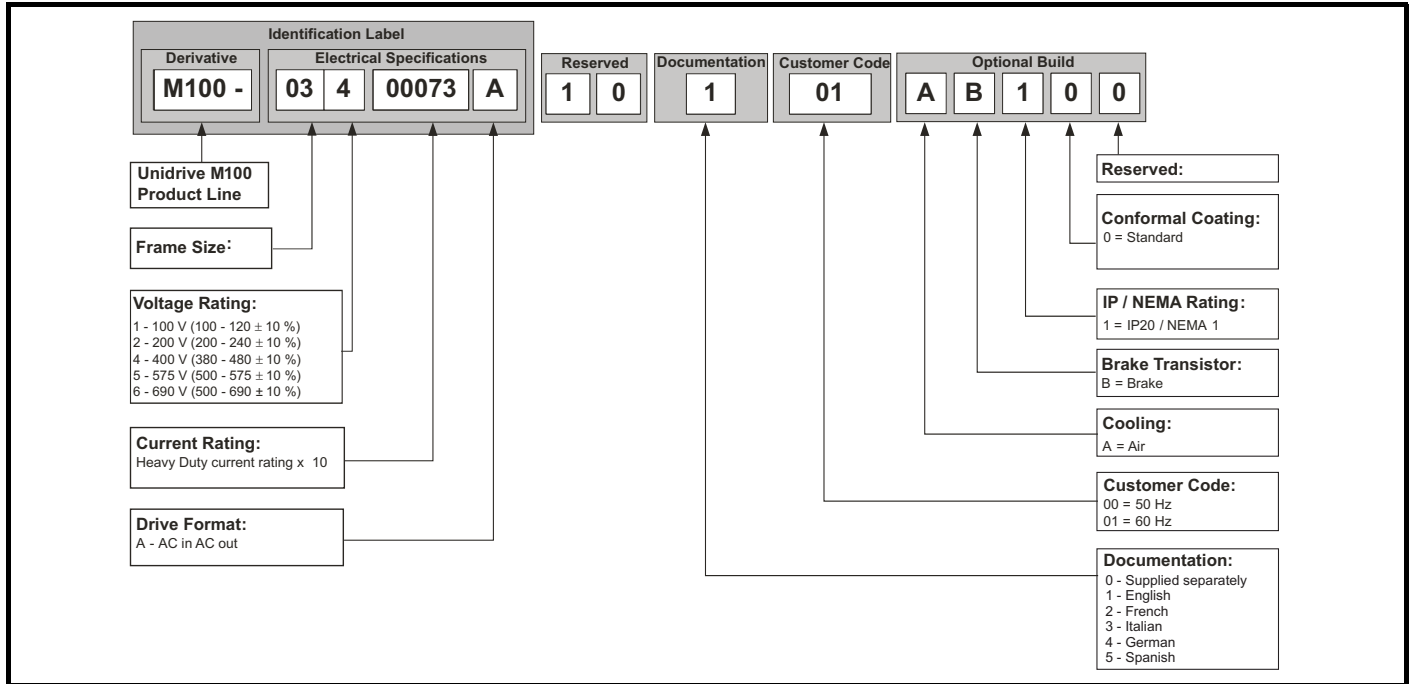 Identification Label
Derivative
Electrical Specifications
Reserved
Documentation
Customer Code
Optional Build
M100 -
03
4
00073
A
1
0
1
01
A
B
1
0
0
Unidrive M100
Product Line
Frame Size:
Voltage Rating:
1 - 100 V (100 - 120 ± 10 %)
2 - 200 V (200 - 240 ± 10 %)
4 - 400 V (380 - 480 ± 10 %)
5 - 575 V (500 - 575 ± 10 %)
6 - 690 V (500 - 690 ± 10 %)
Current Rating:
Heavy Duty current rating x 10
Drive Format:
A - AC in AC out
Reserved:
Conformal Coating:
0 = Standard
IP / NEMA Rating:
1 = IP20 / NEMA 1
Brake Transistor:
B = Brake
Cooling:
A = Air
Customer Code:
00 = 50 Hz
01 = 60 Hz
Documentation:
0 - Supplied separately
1 - English
2 - French
3 - Italian
4 - German
5 - Spanish